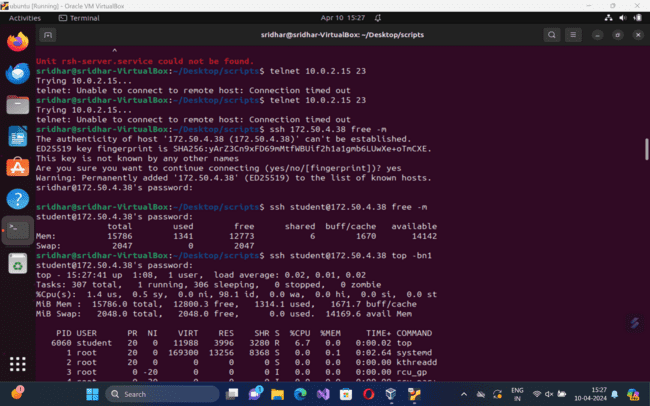 ubuntu [Running] - Oracle VM VirtualBox
Activities Terminal Apr 10 15:27
sridhar@sridhar-VirtualBox: ~/Desktop/scripts
^
Unit rsh-server.service could not be found.
sridhar@sridhar-VirtualBox:~/Desktop/scripts$ telnet 10.0.2.15 23
Trying 10.0.2.15...
telnet: Unable to connect to remote host: Connection timed out
sridhar@sridhar-VirtualBox:~/Desktop/scripts$ telnet 10.0.2.15 23
Trying 10.0.2.15...
telnet: Unable to connect to remote host: Connection timed out
sridhar@sridhar-VirtualBox:~/Desktop/scripts$ ssh 172.50.4.38 free -m
The authenticity of host '172.50.4.38 (172.50.4.38)' can't be established.
ED25519 key fingerprint is SHA256:yArZ3Cn9xFD69mMtfWBUif2h1a1gmb6LUwXe+oTmCXE.
This key is not known by any other names
Are you sure you want to continue connecting (yes/no/[fingerprint])? yes
Warning: Permanently added '172.50.4.38' (ED25519) to the list of known hosts.
sridhar@172.50.4.38's password:
sridhar@sridhar-VirtualBox:~/Desktop/scripts$ ssh student@172.50.4.38 free -m
student@172.50.4.38's password:
total used free shared buff/cache available
Mem: 15786 1341 12773 6 1670 14142
Swap: 2047 0 2047
sridhar@sridhar-VirtualBox:~/Desktop/scripts$ ssh student@172.50.4.38 top -bn1
student@172.50.4.38's password:
top - 15:27:41 up 1:08, 1 user, load average: 0.02, 0.01, 0.02
Tasks: 307 total, 1 running, 306 sleeping, 0 stopped, 0 zombie
%Cpu(s): 1.4 us, 0.5 sy, 0.0 ni, 98.1 id, 0.0 wa, 0.0 hi, 0.0 si, 0.0 st
MiB Mem : 15786.0 total, 12800.3 free, 1314.1 used, 1671.7 buff/cache
MiB Swap: 2048.0 total, 2048.0 free, 0.0 used. 14169.6 avail Mem
PID USER PR NI VIRT RES SHR S %CPU %MEM TIME+ COMMAND
6060 student 20 0 11988 3996 3280 R 6.7 0.0 0:00.02 top
1 root 20 0 169300 13256 8368 S 0.0 0.1 0:02.64 systemd
2 root 20 0 0 0 0 S 0.0 0.0 0:00.00 kthreadd
3 root 0 -20 0 0 0 I 0.0 0.0 0:00.00 rcu_gp
Search
ENG
IN
15:27
10-04-2024